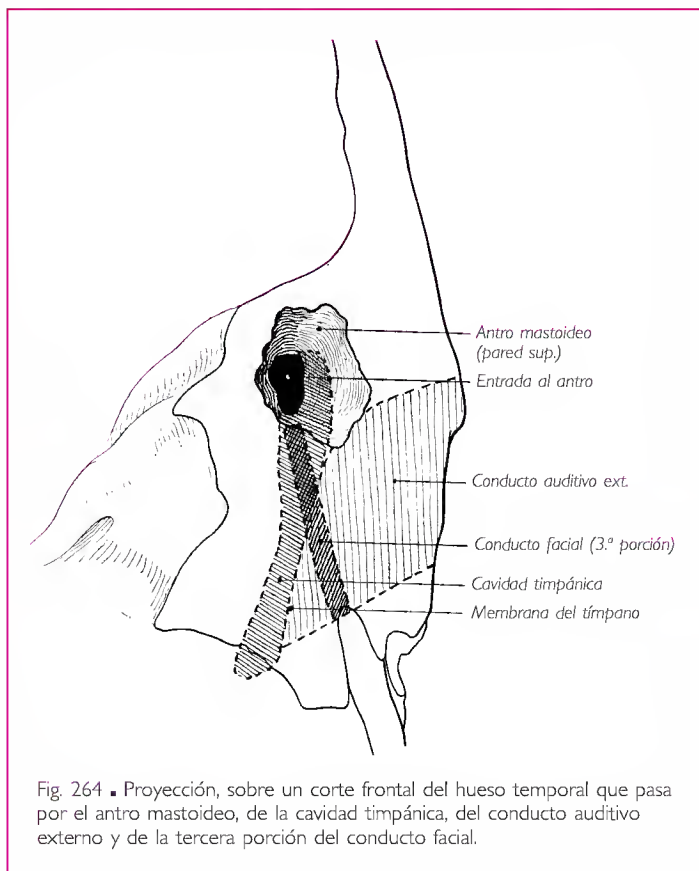 Antro mastoideo
(pared sup.)
Entrada al antro
Conducto auditivo ext.
Conducto facial (3.ª porción)
Cavidad timpánica
Membrana del tímpano
Fig. 264 ▪ Proyección, sobre un corte frontal del hueso temporal que pasa
por el antro mastoideo, de la cavidad timpánica, del conducto auditivo
externo y de la tercera porción del conducto facial.